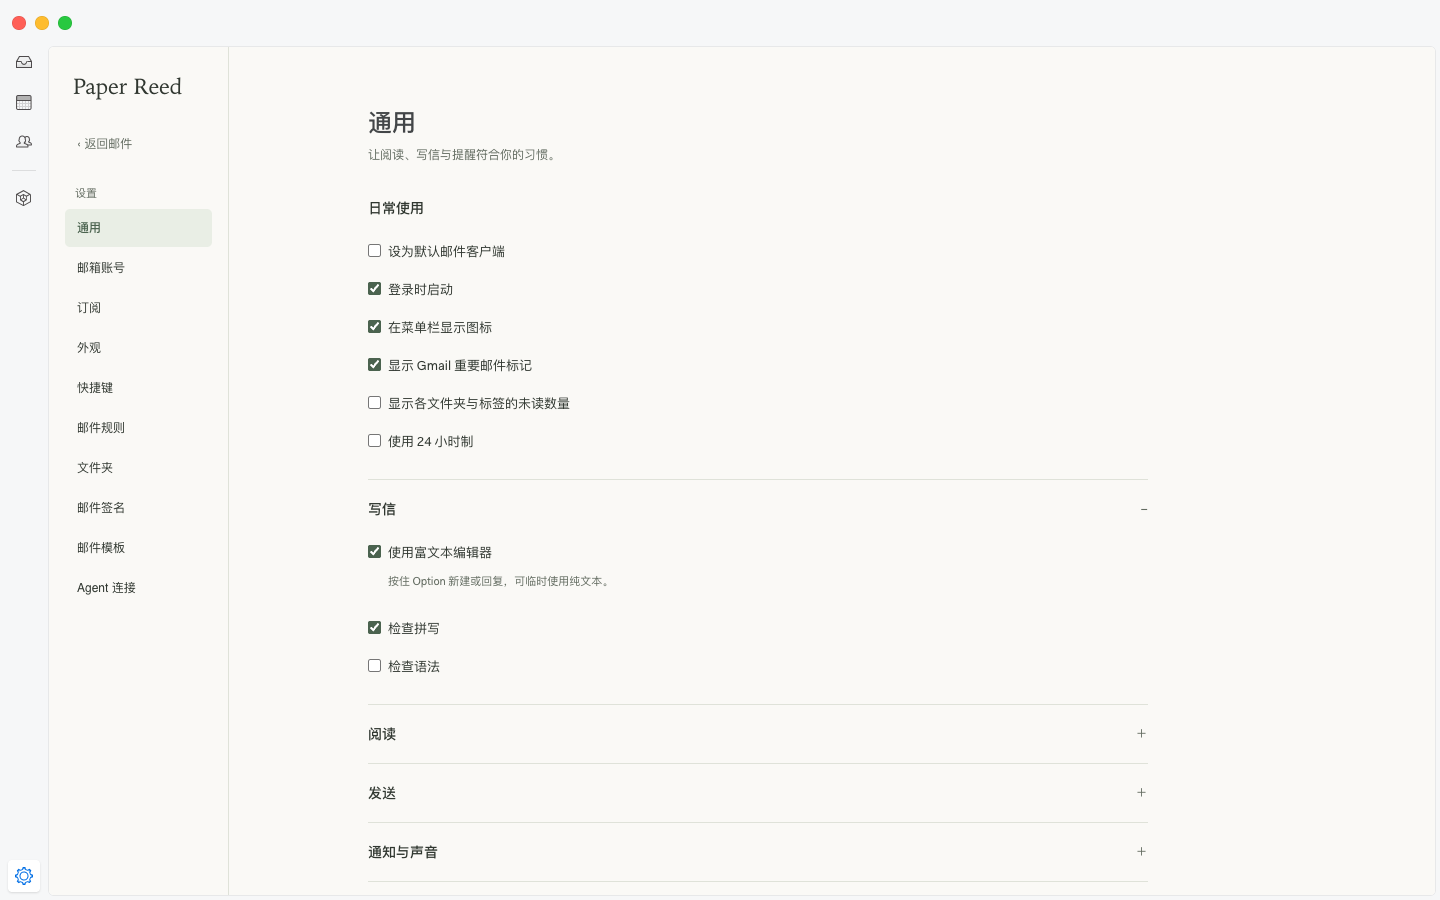 Paper Reed
‹ 返回邮件
设置
通用
邮箱账号
订阅
外观
快捷键
邮件规则
文件夹
邮件签名
邮件模板
Agent 连接
通用
让阅读、写信与提醒符合你的习惯。
日常使用
设为默认邮件客户端
登录时启动
在菜单栏显示图标
显示 Gmail 重要邮件标记
显示各文件夹与标签的未读数量
使用 24 小时制
写信 −
使用富文本编辑器
按住 Option 新建或回复，可临时使用纯文本。
检查拼写
检查语法
阅读 +
发送 +
通知与声音 +